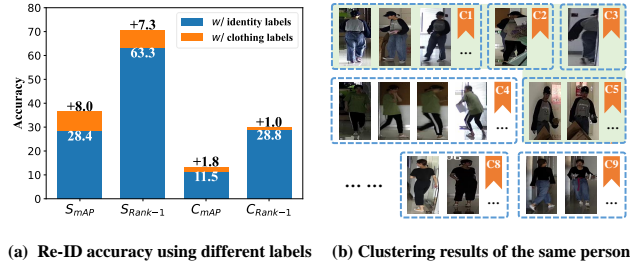 80
70
60
50
40
30
20
10
0
Accuracy
w/ identity labels
w/ clothing labels
+8.0
28.4
+7.3
63.3
+1.8
11.5
+1.0
28.8
S_mAP
S_Rank−1
C_mAP
C_Rank−1
(a) Re-ID accuracy using different labels
C1
...
C2
C3
C4
...
C5
...
... ...
C8
...
C9
...
(b) Clustering results of the same person